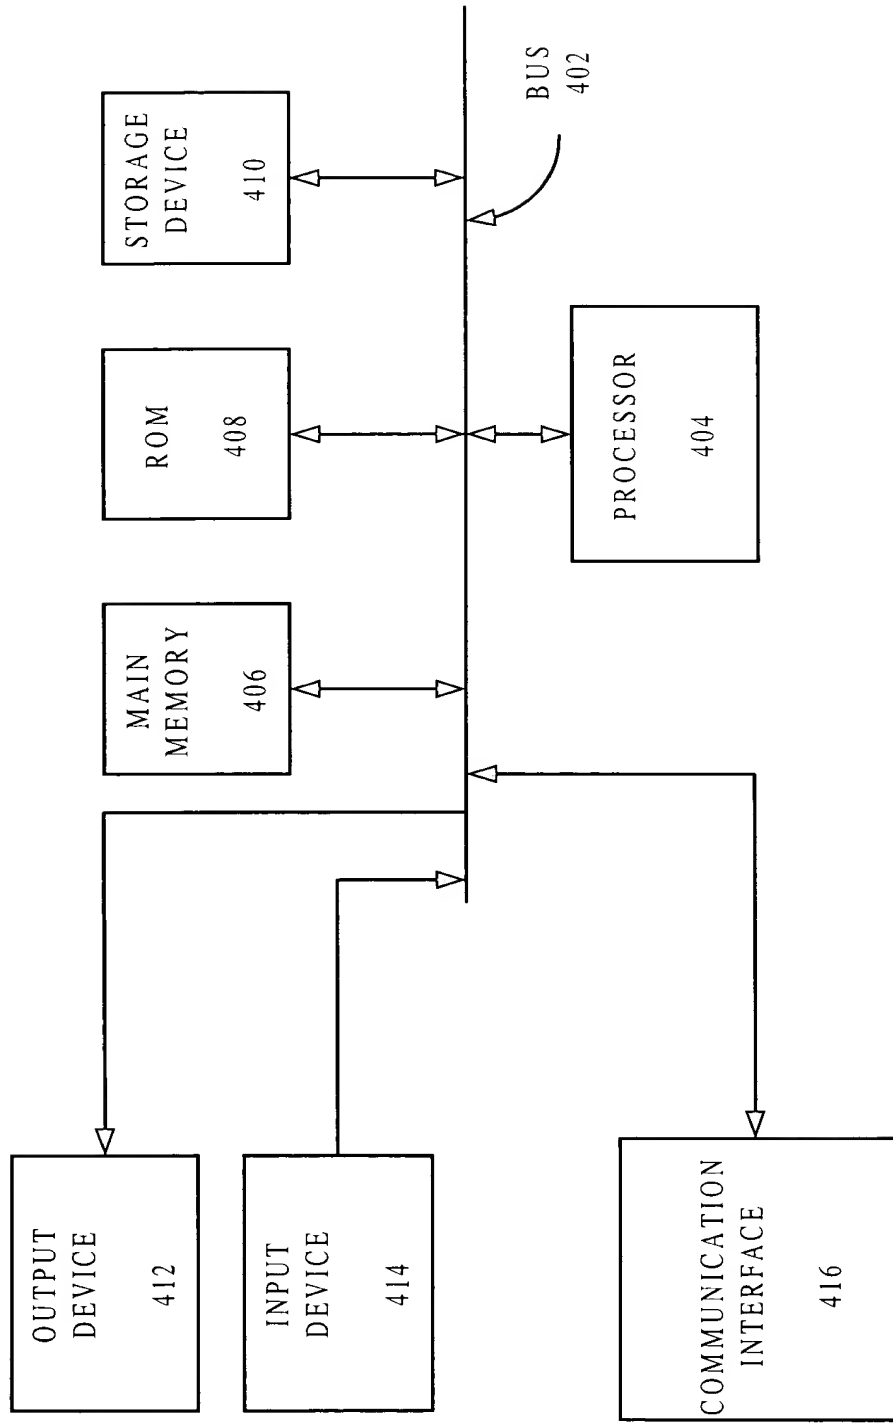 OUTPUT
DEVICE
412
MAIN
MEMORY
406
ROM
408
STORAGE
DEVICE
410
INPUT
DEVICE
414
BUS
402
COMMUNICATION
INTERFACE
416
PROCESSOR
404